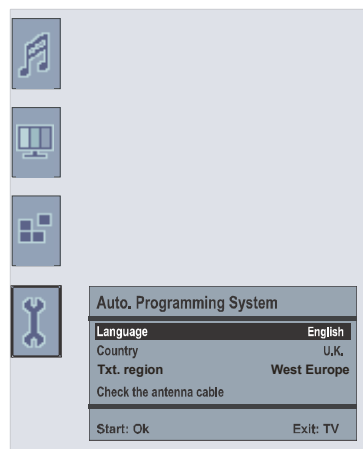 Auto. Programming System
Language English
Country U.K.
Txt. region West Europe
Check the antenna cable
Start: Ok Exit: TV